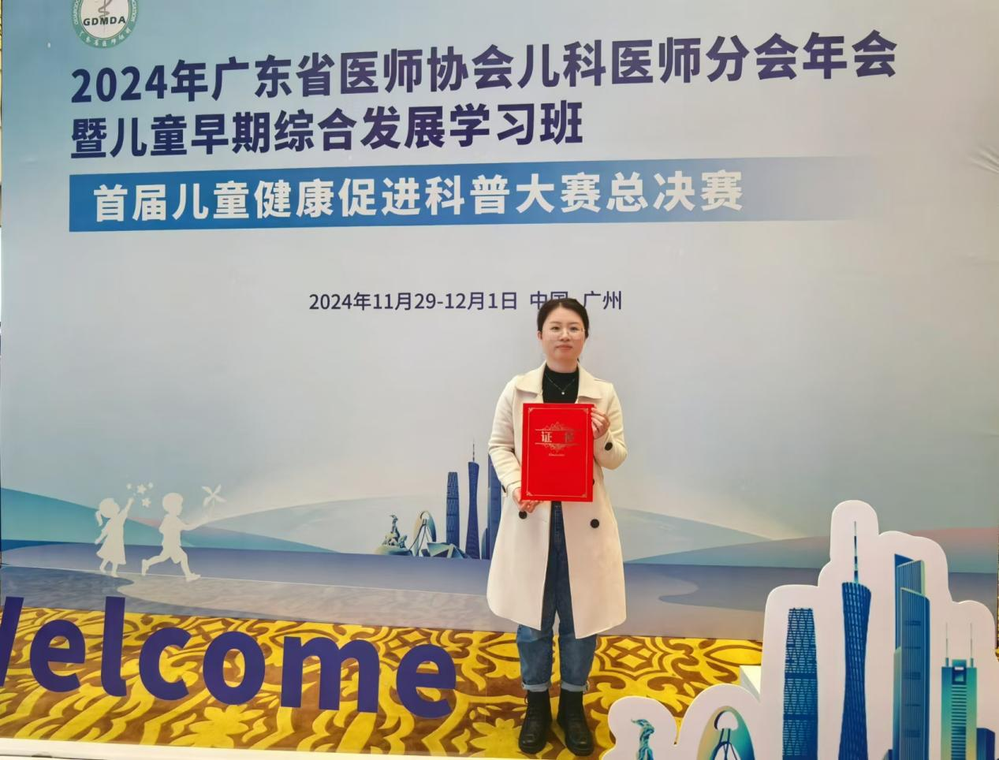 GDMDA
2024年广东省医师协会儿科医师分会年会
暨儿童早期综合发展学习班
首届儿童健康促进科普大赛总决赛
2024年11月29-12月1日 中国 广州
证
Welcome